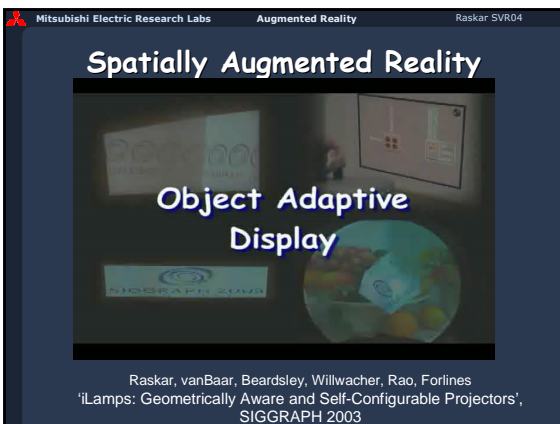 Mitsubishi Electric Research Labs Augmented Reality Raskar SVR04
Spatially Augmented Reality
Object Adaptive
Display
SIGGRAPH 2003
Raskar, vanBaar, Beardsley, Willwacher, Rao, Forlines
'iLamps: Geometrically Aware and Self-Configurable Projectors',
SIGGRAPH 2003